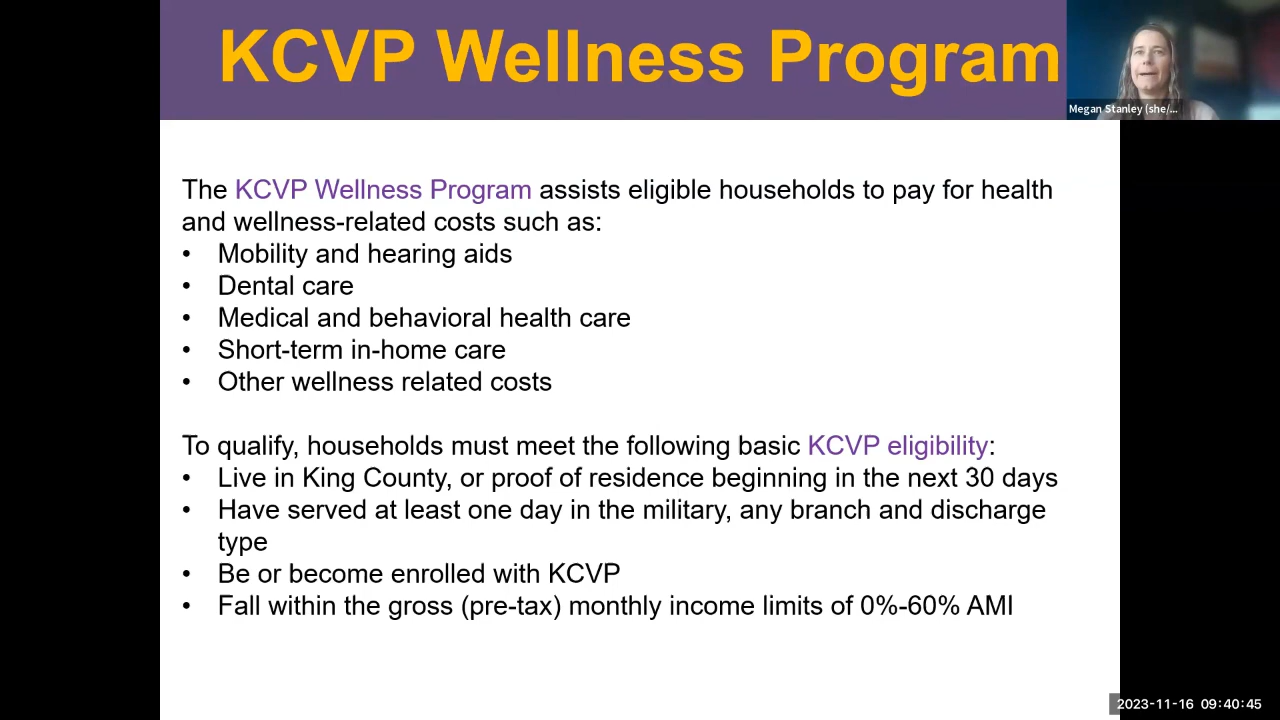 KCVP Wellness Program
Megan Stanley (she/...
The KCVP Wellness Program assists eligible households to pay for health
and wellness-related costs such as:
• Mobility and hearing aids
• Dental care
• Medical and behavioral health care
• Short-term in-home care
• Other wellness related costs
To qualify, households must meet the following basic KCVP eligibility:
• Live in King County, or proof of residence beginning in the next 30 days
• Have served at least one day in the military, any branch and discharge
type
• Be or become enrolled with KCVP
• Fall within the gross (pre-tax) monthly income limits of 0%-60% AMI
2023-11-16 09:40:45